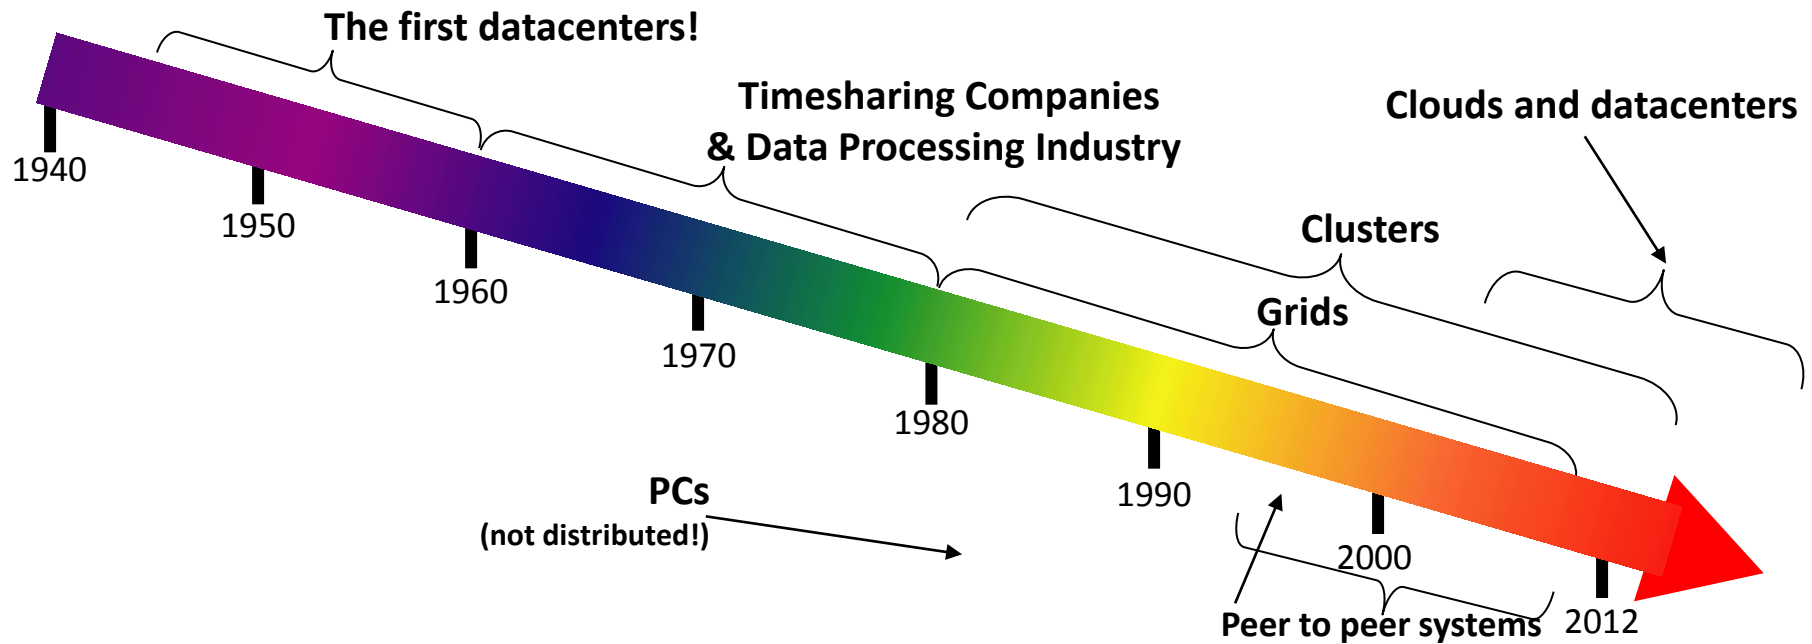 The first datacenters!
Timesharing Companies
& Data Processing Industry
Clouds and datacenters
Clusters
Grids
1940
1950
1960
1970
1980
1990
2000
2012
PCs
(not distributed!)
Peer to peer systems